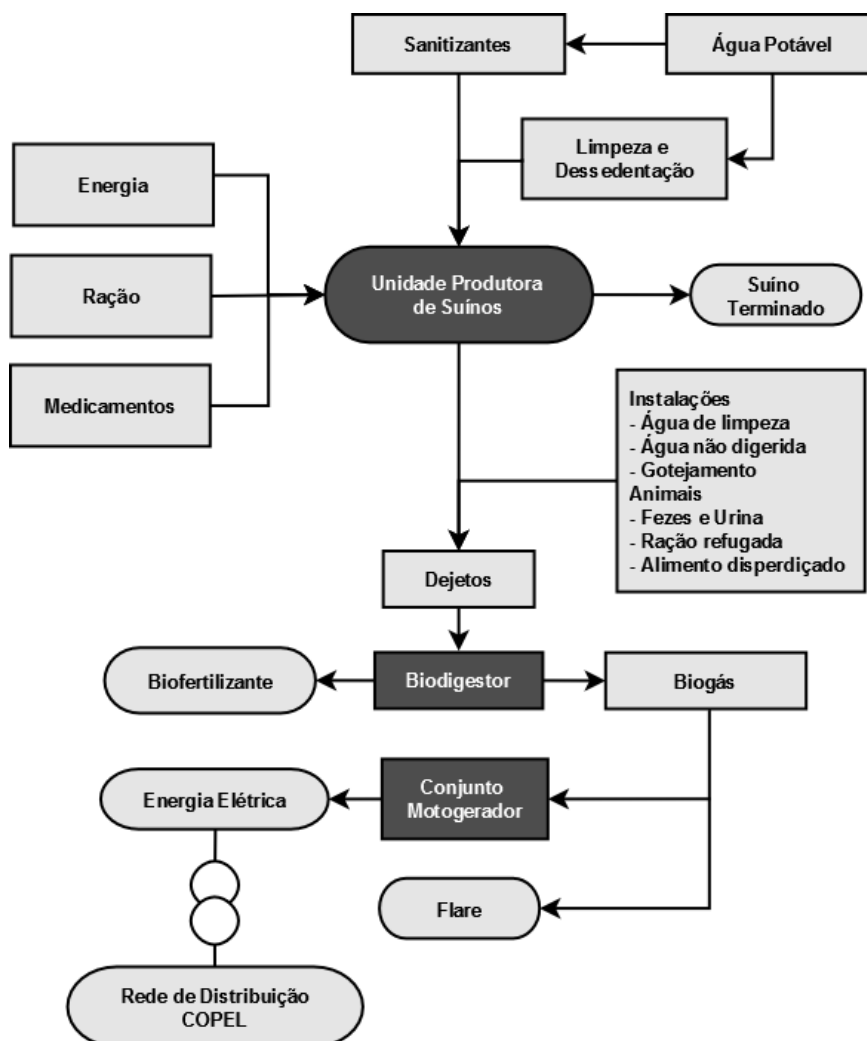 Sanitizantes
Água Potável
Limpeza e
Dessedentação
Energia
Ração
Medicamentos
Unidade Produtora
de Suínos
Suíno
Terminado
Instalações
- Água de limpeza
- Água não digerida
- Gotejamento
Animais
- Fezes e Urina
- Ração refugada
- Alimento disperdiçado
Dejetos
Biofertilizante
Biodigestor
Biogás
Energia Elétrica
Conjunto
Motogerador
Flare
Rede de Distribuição
COPEL